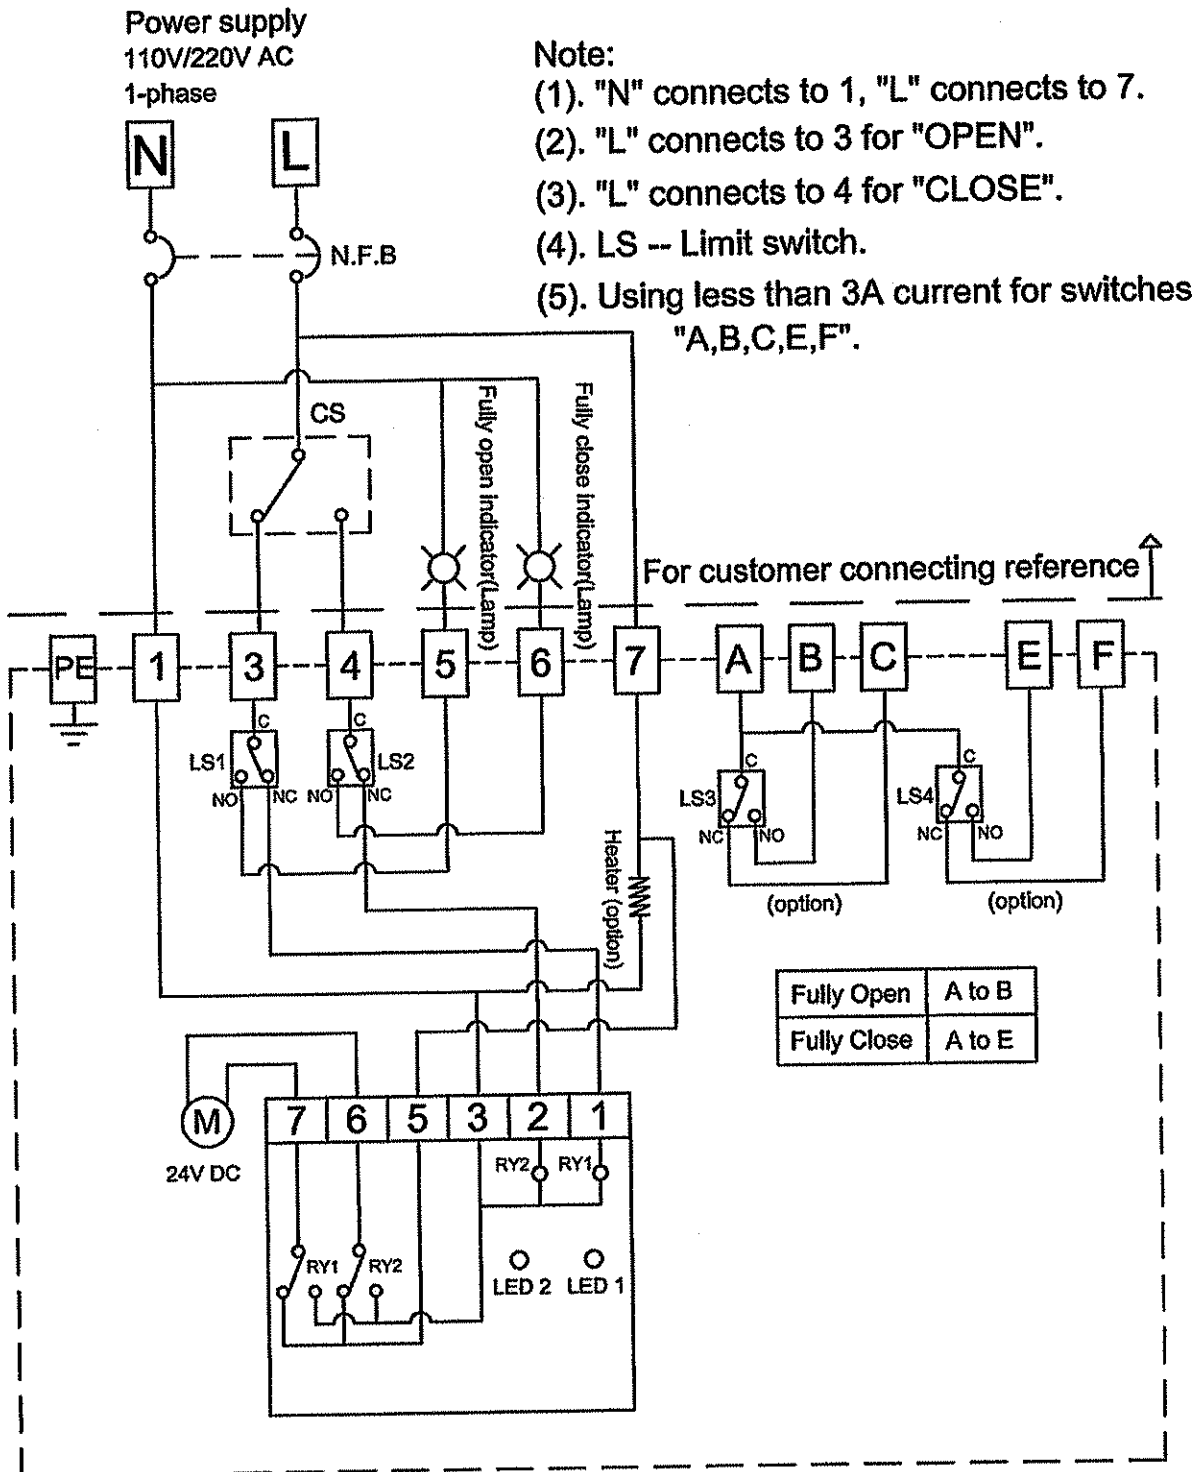 Power supply
110V/220V AC
1-phase
N
L
N.F.B
Note:
(1). "N" connects to 1, "L" connects to 7.
(2). "L" connects to 3 for "OPEN".
(3). "L" connects to 4 for "CLOSE".
(4). LS -- Limit switch.
(5). Using less than 3A current for switches
"A,B,C,E,F".
CS
Fully open indicator(Lamp)
Fully close indicator(Lamp)
For customer connecting reference
PE 1 3 4 5 6 7 A B C E F
C
LS1
NO
NC
C
LS2
NO
NC
C
LS3
NC
NO
(option)
C
LS4
NC
NO
(option)
Heater (option)
Fully Open A to B
Fully Close A to E
M
24V DC
7 6 5 3 2 1
RY2
RY1
RY1
RY2
LED 2
LED 1